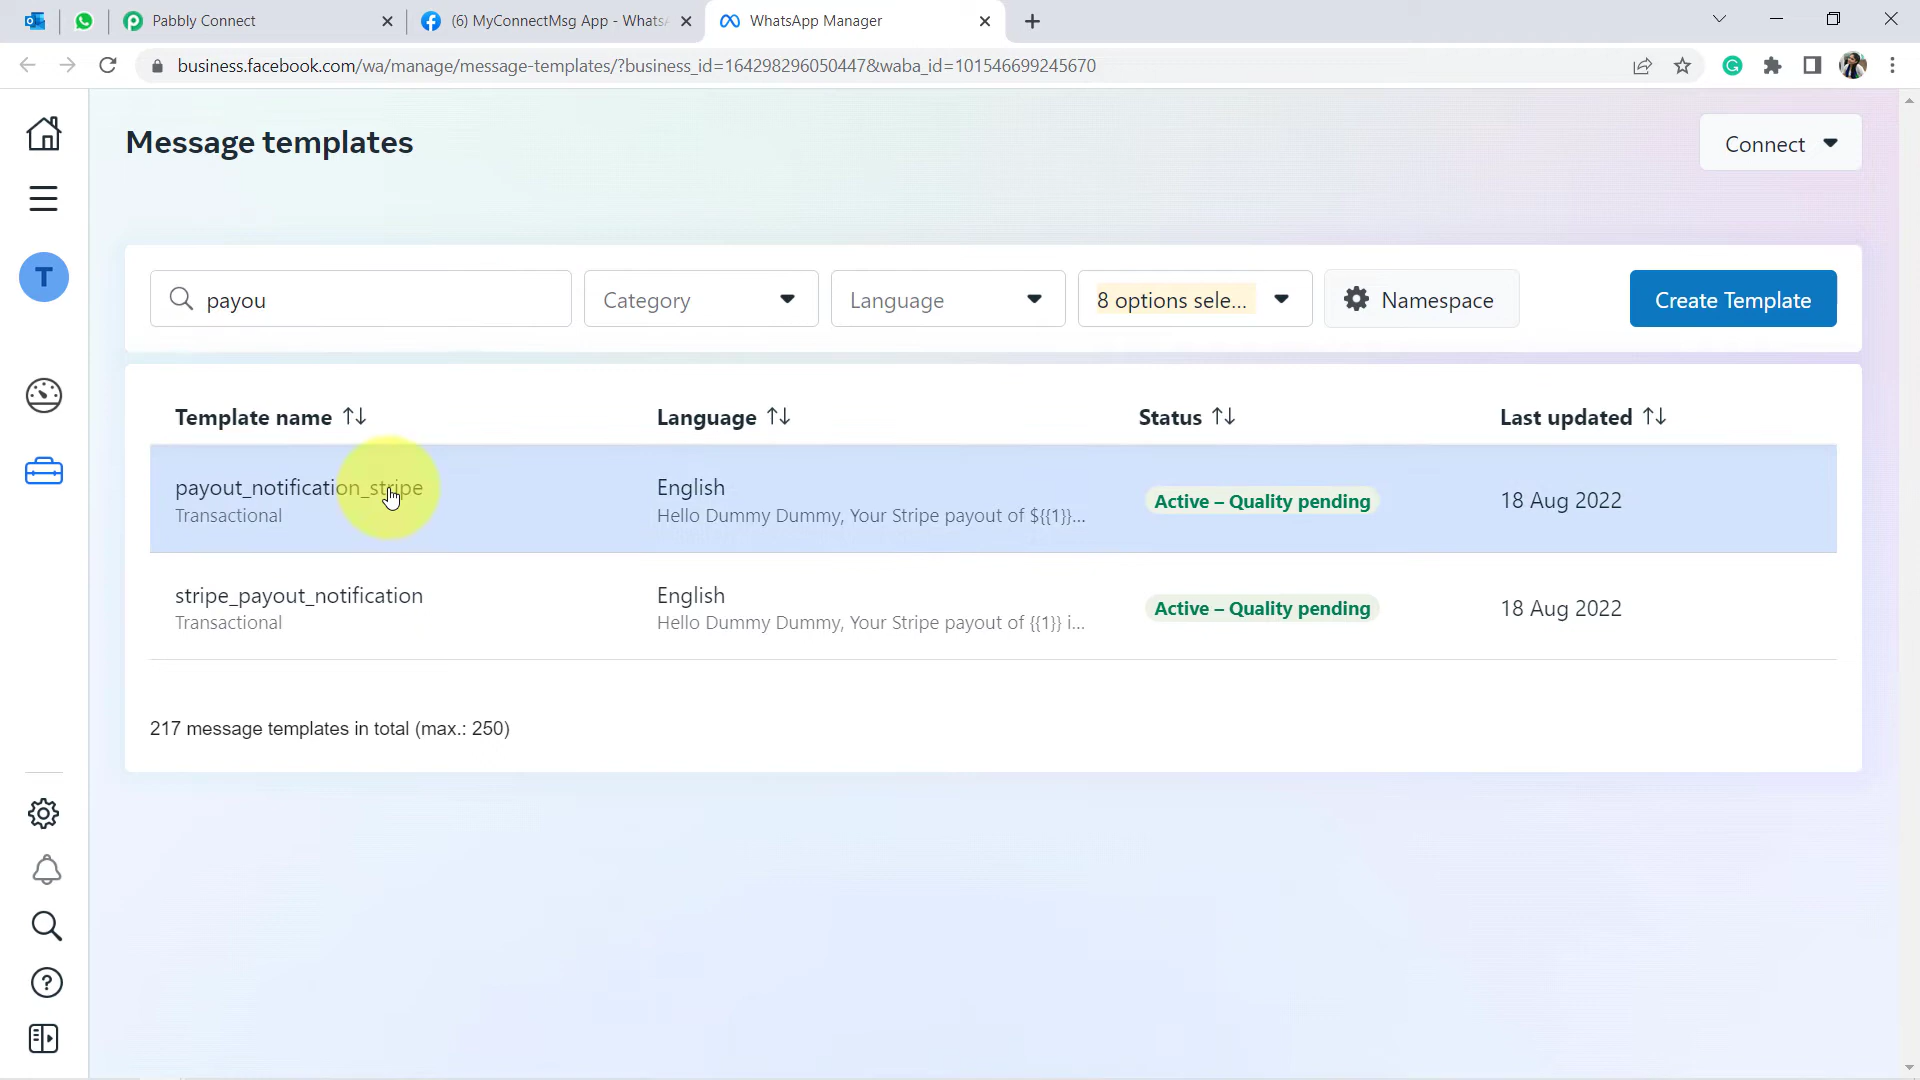 Pabbly Connect
(6) MyConnectMsg App - Whats
WhatsApp Manager
business.facebook.com/wa/manage/message-templates/?business_id=164298296050447&waba_id=101546699245670
Message templates
Connect
T
payou
Category
Language
8 options sele...
Namespace
Create Template
Template name
Language
Status
Last updated
payout_notification_stripe
Transactional
English
Hello Dummy Dummy, Your Stripe payout of ${{1}}...
Active – Quality pending
18 Aug 2022
stripe_payout_notification
Transactional
English
Hello Dummy Dummy, Your Stripe payout of {{1}} i...
Active – Quality pending
18 Aug 2022
217 message templates in total (max.: 250)